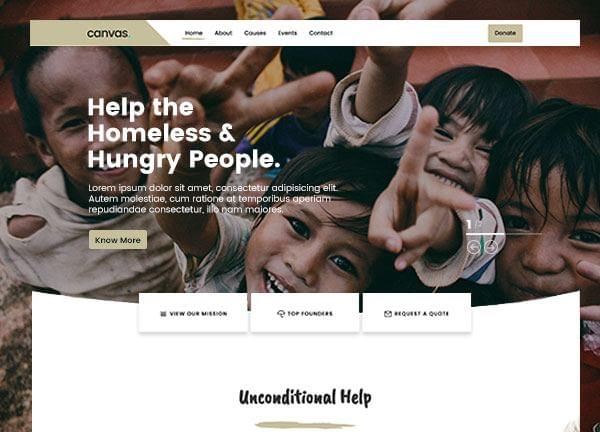 canvas.
Home About Causes Events Contact
Donate
Help the
Homeless &
Hungry People.
Lorem ipsum dolor sit amet, consectetur adipisicing elit.
Autem molestiae, cum ratione at temporibus aperiam
repudiandae consectetur, illo nam maiores.
1 / 2
Know More
VIEW OUR MISSION
TOP FOUNDERS
REQUEST A QUOTE
Unconditional Help